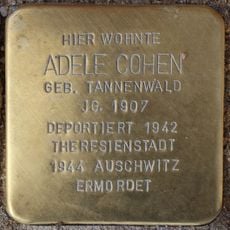 HIER WOHNTE
ADELE COHEN
GEB. TANNENWALD
JG. 1907
DEPORTIERT 1942
THERESIENSTADT
1944 AUSCHWITZ
ERMORDET